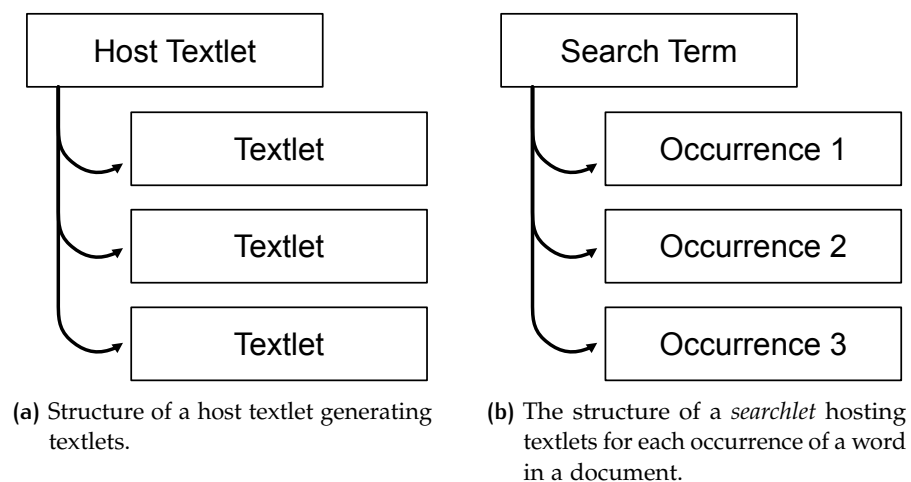 Host Textlet
Textlet
Textlet
Textlet
(a) Structure of a host textlet generating
textlets.
Search Term
Occurrence 1
Occurrence 2
Occurrence 3
(b) The structure of a searchlet hosting
textlets for each occurrence of a word
in a document.